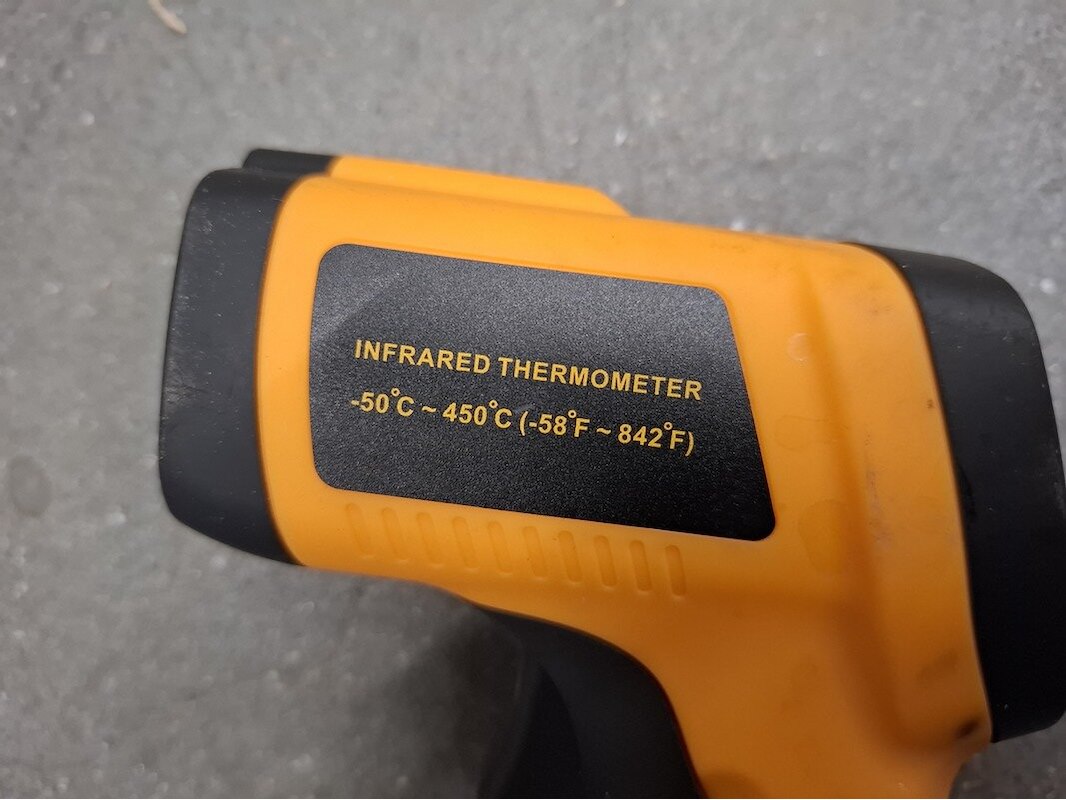 INFRARED THERMOMETER
-50°C ~ 450°C (-58°F ~ 842°F)